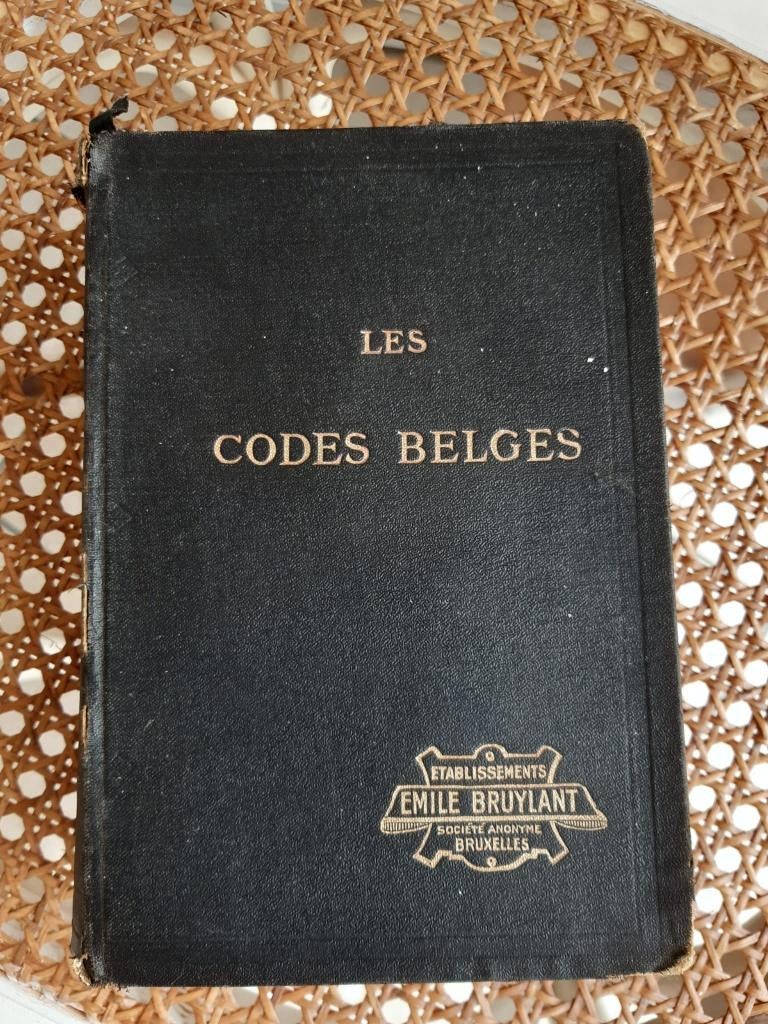 LES
CODES BELGES
ETABLISSEMENTS
EMILE BRUYLANT
SOCIÉTÉ ANONYME
BRUXELLES